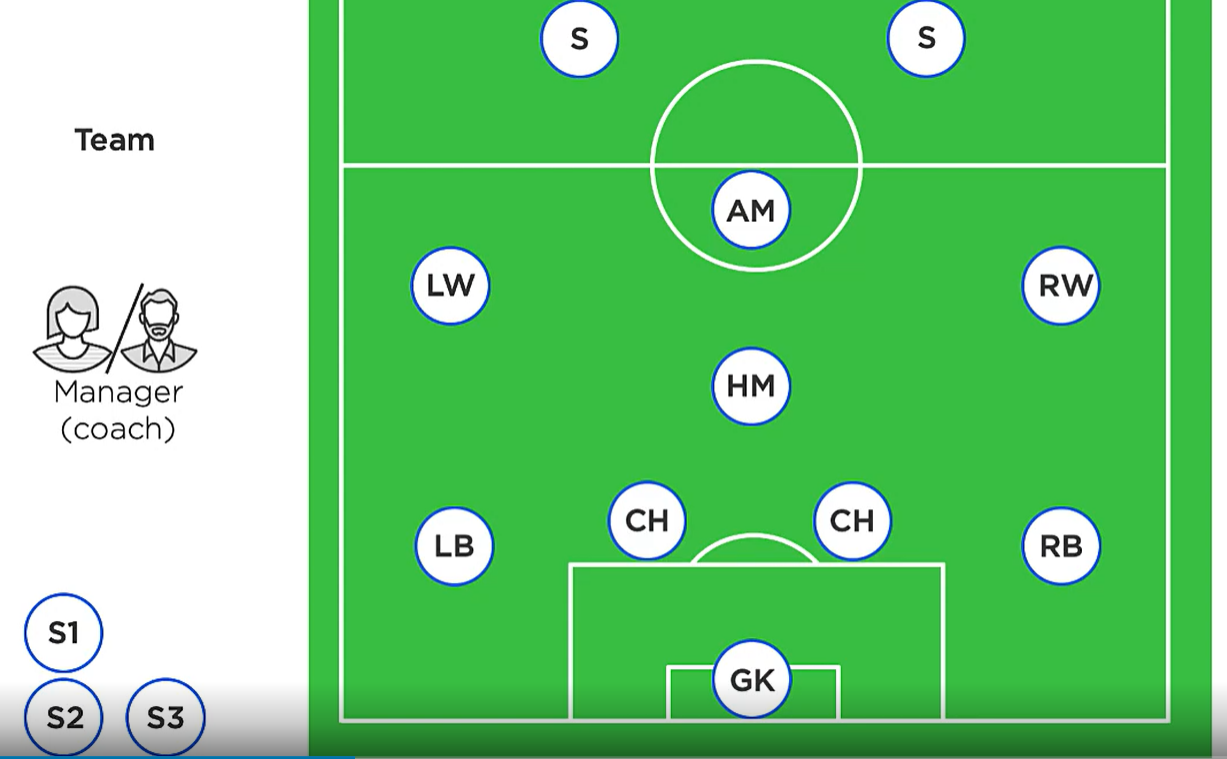 Team
Manager
(coach)
S1
S2 S3
S S
AM
LW RW
HM
CH CH
LB RB
GK